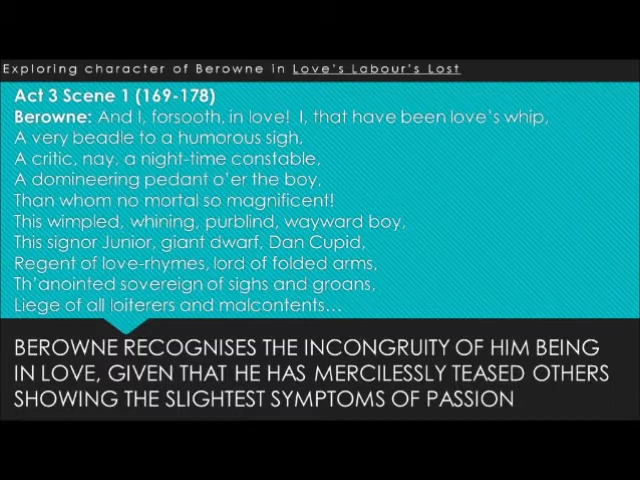 Exploring character of Berowne in Love's Labour's Lost
Act 3 Scene 1 (169-178)
Berowne: And I, forsooth, in love! I, that have been love's whip,
A very beadle to a humorous sigh,
A critic, nay, a night-time constable,
A domineering pedant o'er the boy,
Than whom no mortal so magnificent!
This wimpled, whining, purblind, wayward boy,
This signor Junior, giant dwarf, Dan Cupid,
Regent of love-rhymes, lord of folded arms,
Th'anointed sovereign of sighs and groans,
Liege of all loiterers and malcontents...
BEROWNE RECOGNISES THE INCONGRUITY OF HIM BEING
IN LOVE, GIVEN THAT HE HAS MERCILESSLY TEASED OTHERS
SHOWING THE SLIGHTEST SYMPTOMS OF PASSION